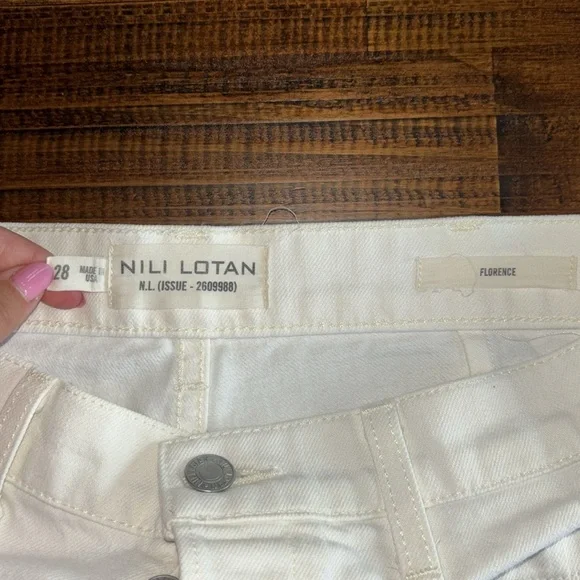 28
MADE IN
USA
NILI LOTAN
N.L. (ISSUE - 2609988)
FLORENCE